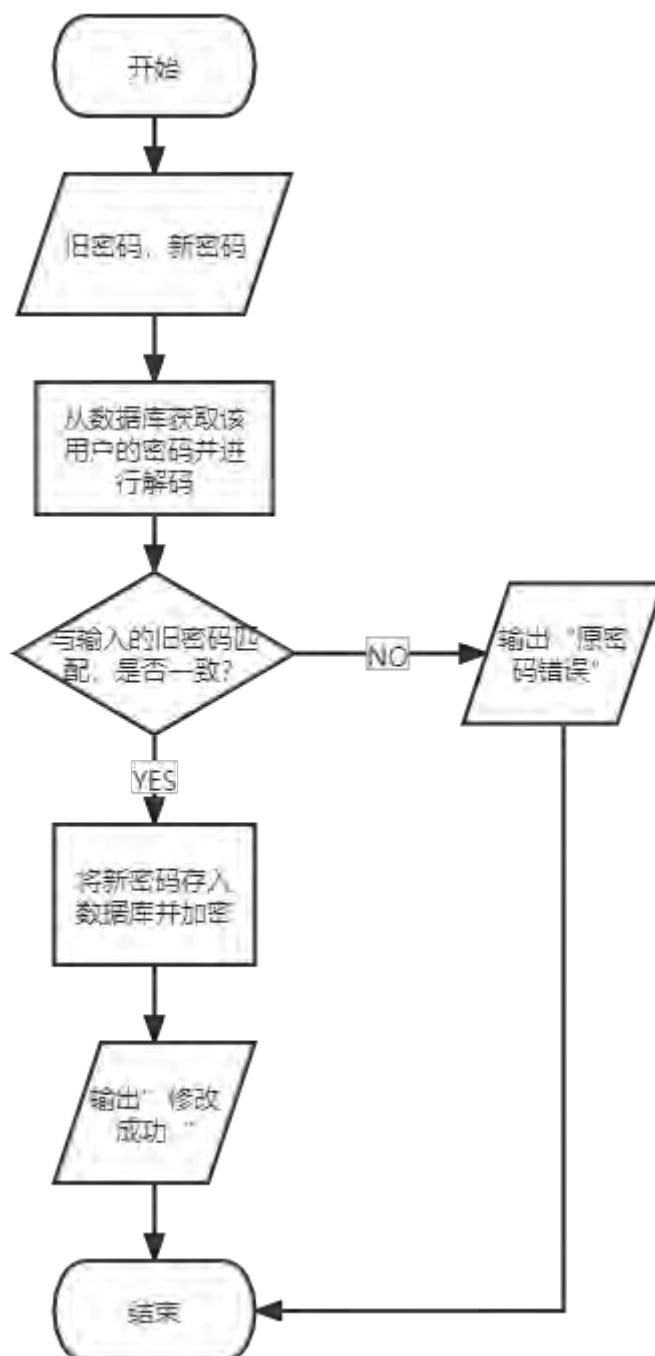 开始
旧密码，新密码
从数据库获取该
用户的密码并进
行解码
与输入的旧密码匹
配，是否一致？
NO
输出“原密
码错误”
YES
将新密码存入
数据库并加密
输出”修改
成功“
结束